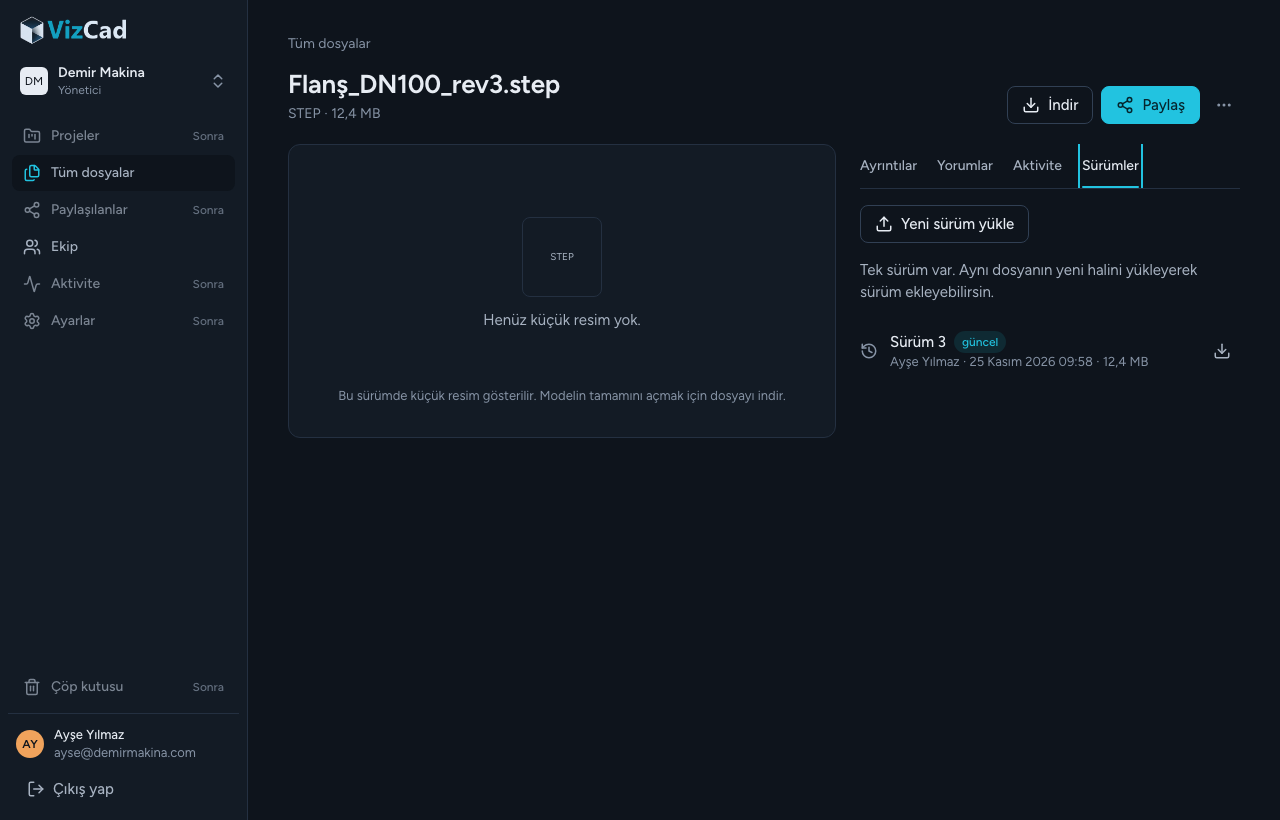 VizCad
DM
Demir Makina
Yönetici
Projeler
Sonra
Tüm dosyalar
Paylaşılanlar
Sonra
Ekip
Aktivite
Sonra
Ayarlar
Sonra
Çöp kutusu
Sonra
AY
Ayşe Yılmaz
ayse@demirmakina.com
Çıkış yap
Tüm dosyalar
Flanş_DN100_rev3.step
STEP · 12,4 MB
İndir
Paylaş
STEP
Henüz küçük resim yok.
Bu sürümde küçük resim gösterilir. Modelin tamamını açmak için dosyayı indir.
Ayrıntılar
Yorumlar
Aktivite
Sürümler
Yeni sürüm yükle
Tek sürüm var. Aynı dosyanın yeni halini yükleyerek
sürüm ekleyebilirsin.
Sürüm 3
güncel
Ayşe Yılmaz · 25 Kasım 2026 09:58 · 12,4 MB